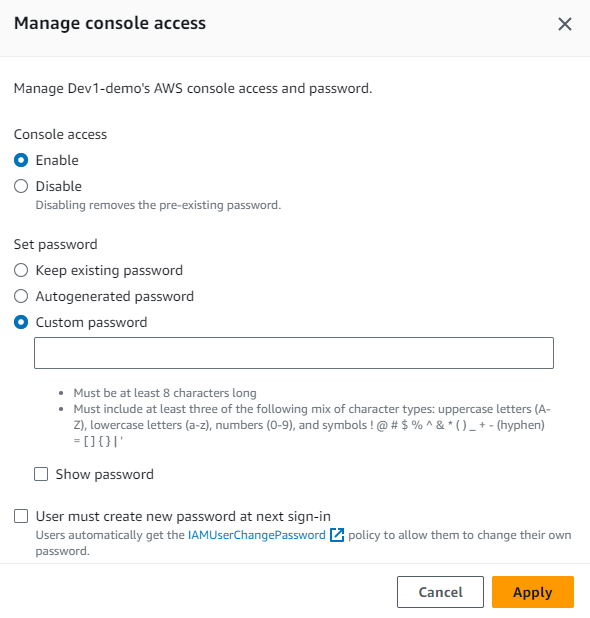 Manage console access
Manage Dev1-demo's AWS console access and password.
Console access
Enable
Disable
Disabling removes the pre-existing password.
Set password
Keep existing password
Autogenerated password
Custom password
Must be at least 8 characters long
Must include at least three of the following mix of character types: uppercase letters (A-
Z), lowercase letters (a-z), numbers (0-9), and symbols ! @ # $ % ^ & * ( ) _ + - (hyphen)
= [ ] { } | '
Show password
User must create new password at next sign-in
Users automatically get the IAMUserChangePassword policy to allow them to change their own
password.
Cancel
Apply